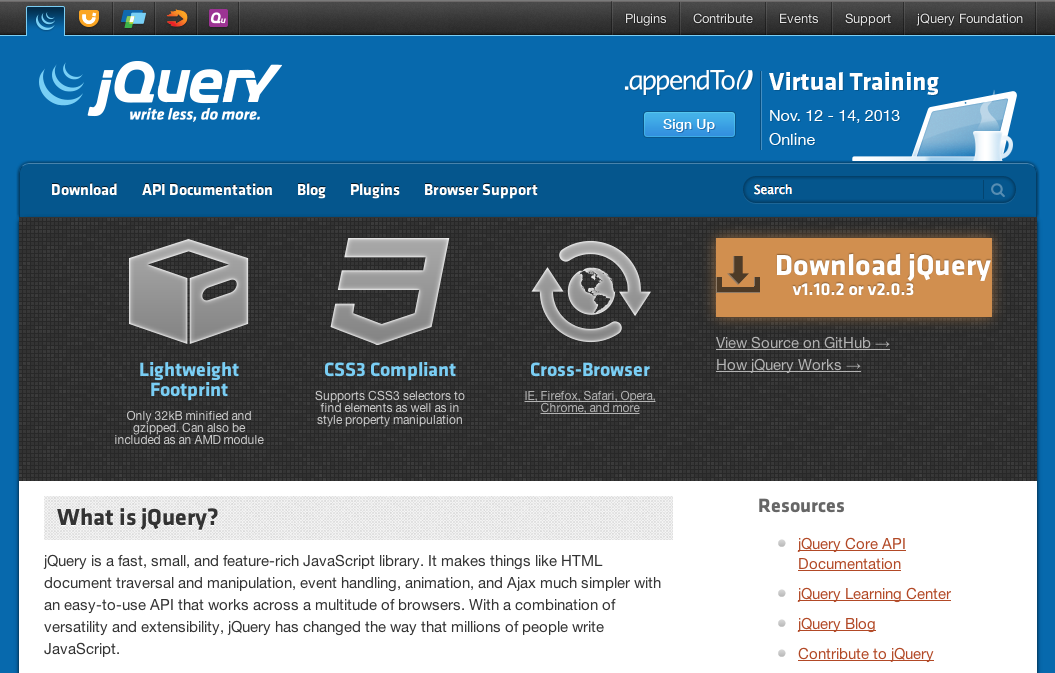 Qu
Plugins
Contribute
Events
Support
jQuery Foundation
jQuery
write less, do more.
.appendTo()
Sign Up
Virtual Training
Nov. 12 - 14, 2013
Online
Download
API Documentation
Blog
Plugins
Browser Support
Search
Lightweight
Footprint
Only 32kB minified and
gzipped. Can also be
included as an AMD module
CSS3 Compliant
Supports CSS3 selectors to
find elements as well as in
style property manipulation
Cross-Browser
IE, Firefox, Safari, Opera,
Chrome, and more
Download jQuery
v1.10.2 or v2.0.3
View Source on GitHub →
How jQuery Works →
What is jQuery?
jQuery is a fast, small, and feature-rich JavaScript library. It makes things like HTML
document traversal and manipulation, event handling, animation, and Ajax much simpler with
an easy-to-use API that works across a multitude of browsers. With a combination of
versatility and extensibility, jQuery has changed the way that millions of people write
JavaScript.
Resources
jQuery Core API
Documentation
jQuery Learning Center
jQuery Blog
Contribute to jQuery